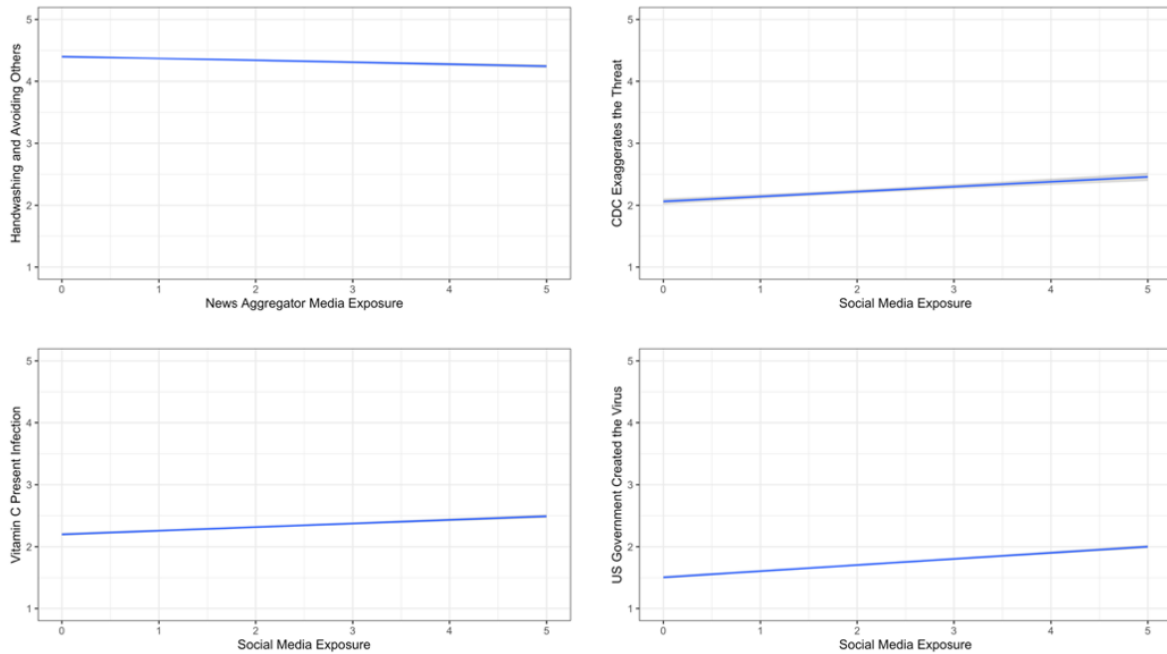 5
4
3
2
1
Handwashing and Avoiding Others
0 1 2 3 4 5
News Aggregator Media Exposure
5
4
3
2
1
CDC Exaggerates the Threat
0 1 2 3 4 5
Social Media Exposure
5
4
3
2
1
Vitamin C Present Infection
0 1 2 3 4 5
Social Media Exposure
5
4
3
2
1
US Government Created the Virus
0 1 2 3 4 5
Social Media Exposure